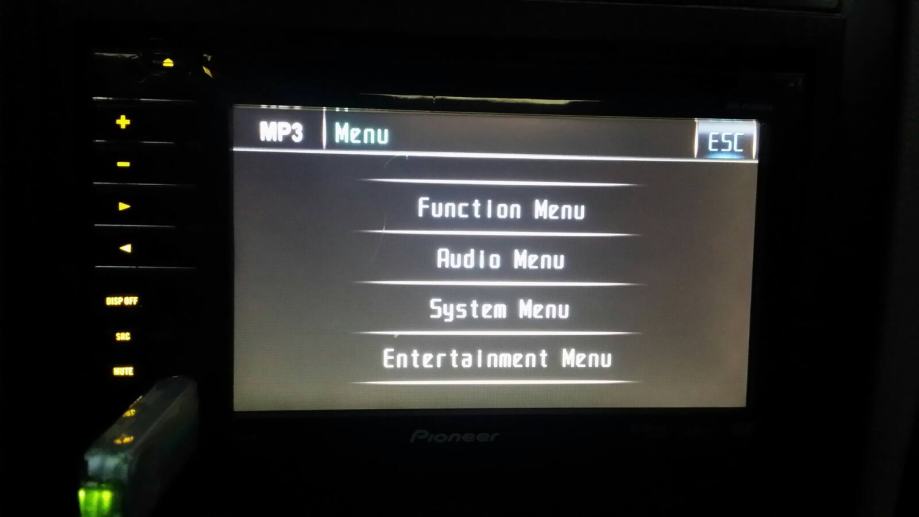 MP3 Menu ESC
Function Menu
Audio Menu
System Menu
Entertainment Menu
DISP OFF
SRC
MUTE
Pioneer